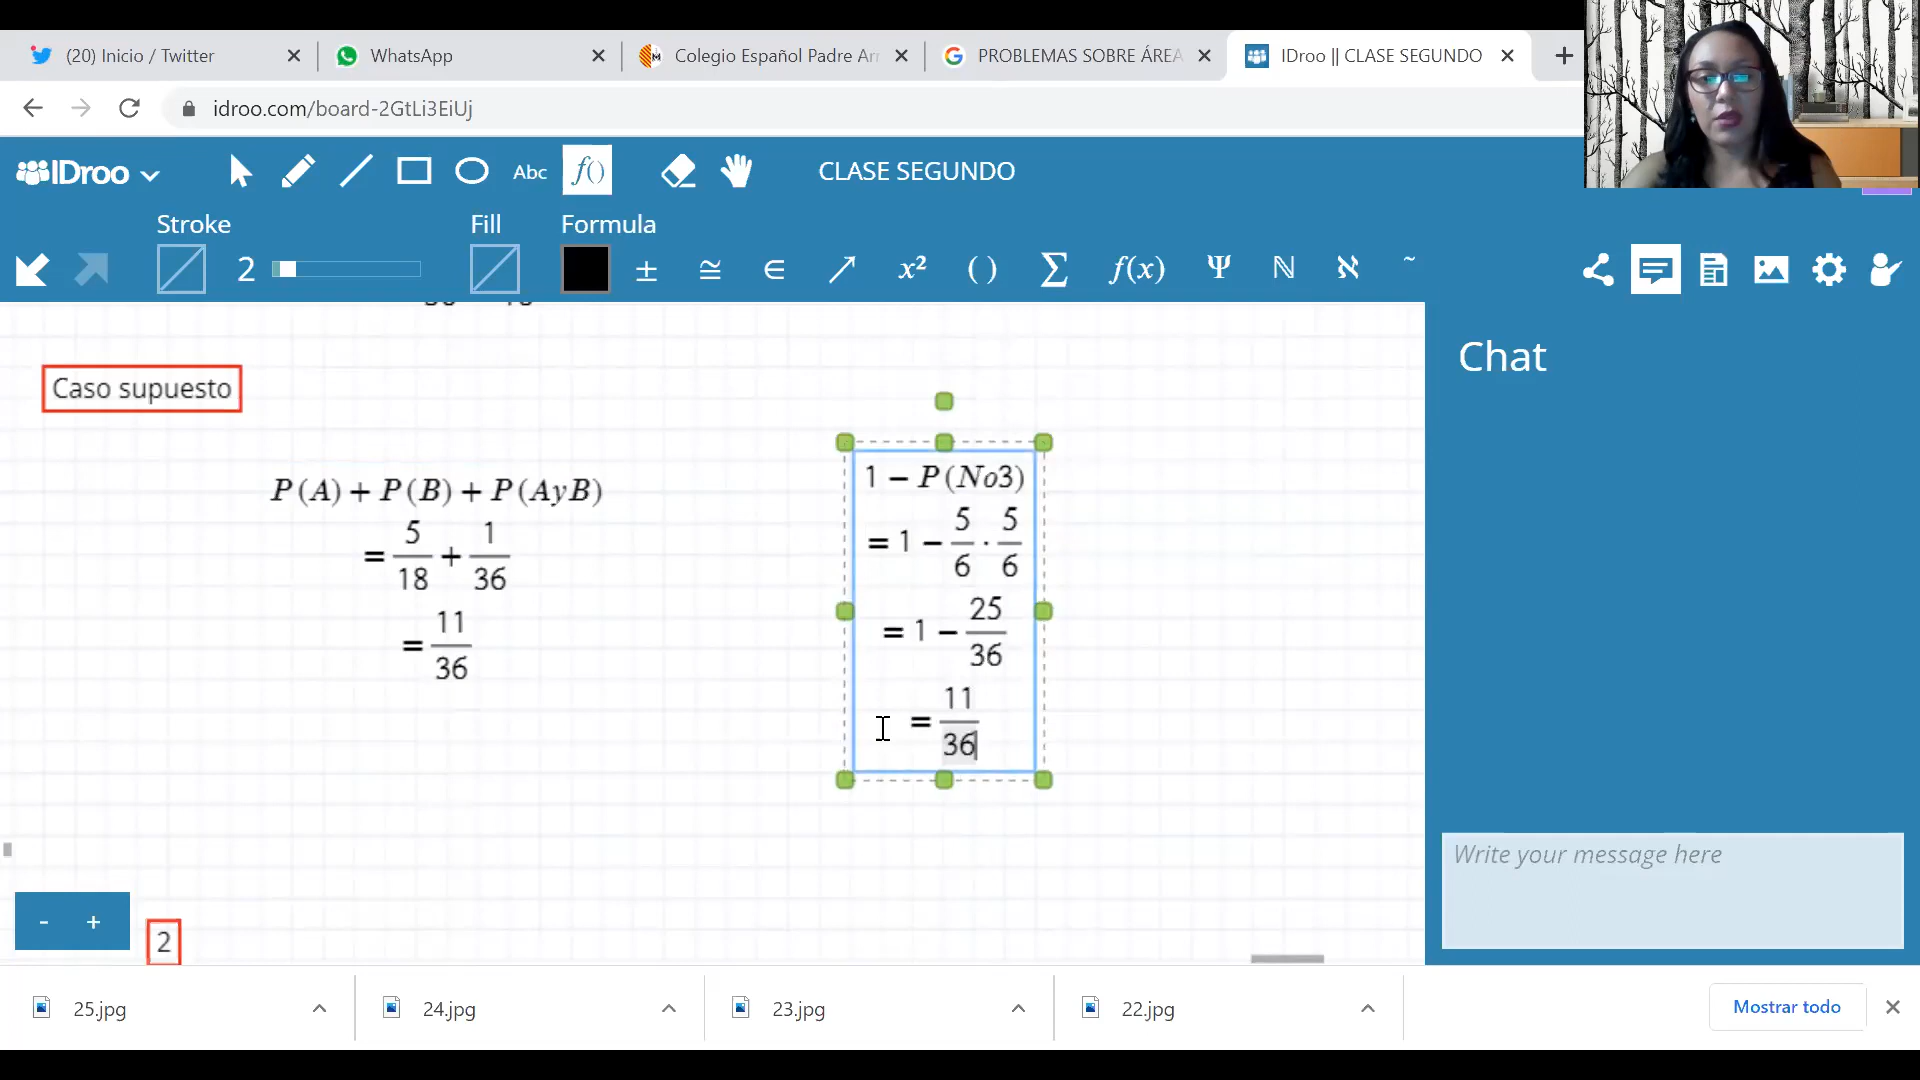 (20) Inicio / Twitter
WhatsApp
Colegio Español Padre Arr
PROBLEMAS SOBRE ÁREA
IDroo || CLASE SEGUNDO
idroo.com/board-2GtLi3EiUj
IDroo
Abc
f()
CLASE SEGUNDO
Stroke
Fill
Formula
2
± ≅ ∈ x² ( ) Σ f(x) Ψ ℕ ℵ ~
Caso supuesto
P(A) + P(B) + P(AyB)
= 5/18 + 1/36
= 11/36
1 − P(No3)
= 1 − 5/6 · 5/6
= 1 − 25/36
= 11/36
Chat
Write your message here
- +
2
25.jpg
24.jpg
23.jpg
22.jpg
Mostrar todo